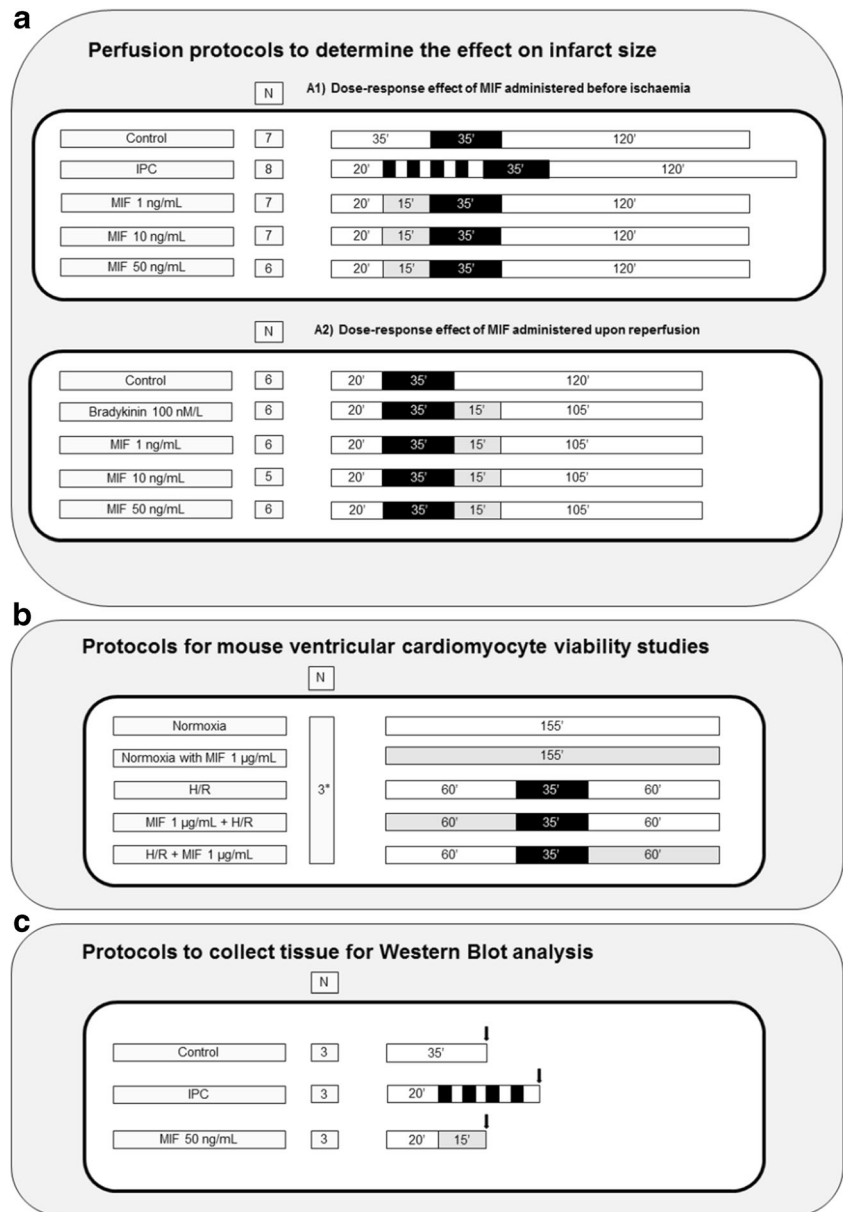 a
Perfusion protocols to determine the effect on infarct size
N A1) Dose-response effect of MIF administered before ischaemia
Control 7 35' 35' 120'
IPC 8 20' 35' 120'
MIF 1 ng/mL 7 20' 15' 35' 120'
MIF 10 ng/mL 7 20' 15' 35' 120'
MIF 50 ng/mL 6 20' 15' 35' 120'
N A2) Dose-response effect of MIF administered upon reperfusion
Control 6 20' 35' 120'
Bradykinin 100 nM/L 6 20' 35' 15' 105'
MIF 1 ng/mL 6 20' 35' 15' 105'
MIF 10 ng/mL 5 20' 35' 15' 105'
MIF 50 ng/mL 6 20' 35' 15' 105'
b
Protocols for mouse ventricular cardiomyocyte viability studies
N
Normoxia 155'
Normoxia with MIF 1 µg/mL 155'
H/R 3* 60' 35' 60'
MIF 1 µg/mL + H/R 60' 35' 60'
H/R + MIF 1 µg/mL 60' 35' 60'
c
Protocols to collect tissue for Western Blot analysis
N
Control 3 35'
IPC 3 20'
MIF 50 ng/mL 3 20' 15'